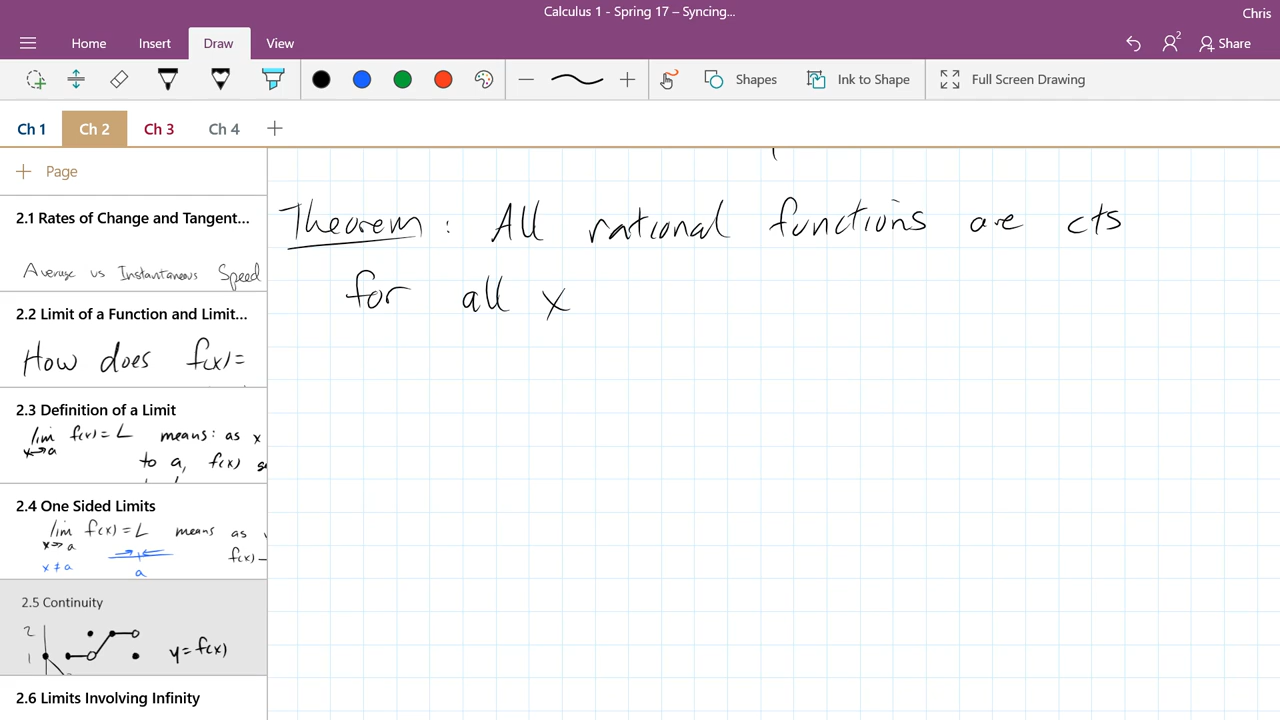 Calculus 1 - Spring 17 – Syncing...
Chris
Home Insert Draw View Share
Shapes Ink to Shape Full Screen Drawing
Ch 1 Ch 2 Ch 3 Ch 4
Page
2.1 Rates of Change and Tangent...
Average vs Instantaneous Speed
2.2 Limit of a Function and Limit...
How does f(x)=
2.3 Definition of a Limit
lim f(x)=L means: as x
x→a
to a, f(x)
2.4 One Sided Limits
lim f(x)=L means as
x→a
f(x)
x≠a
a
2.5 Continuity
2
1
y=f(x)
2.6 Limits Involving Infinity
Theorem: All rational functions are cts
for all x